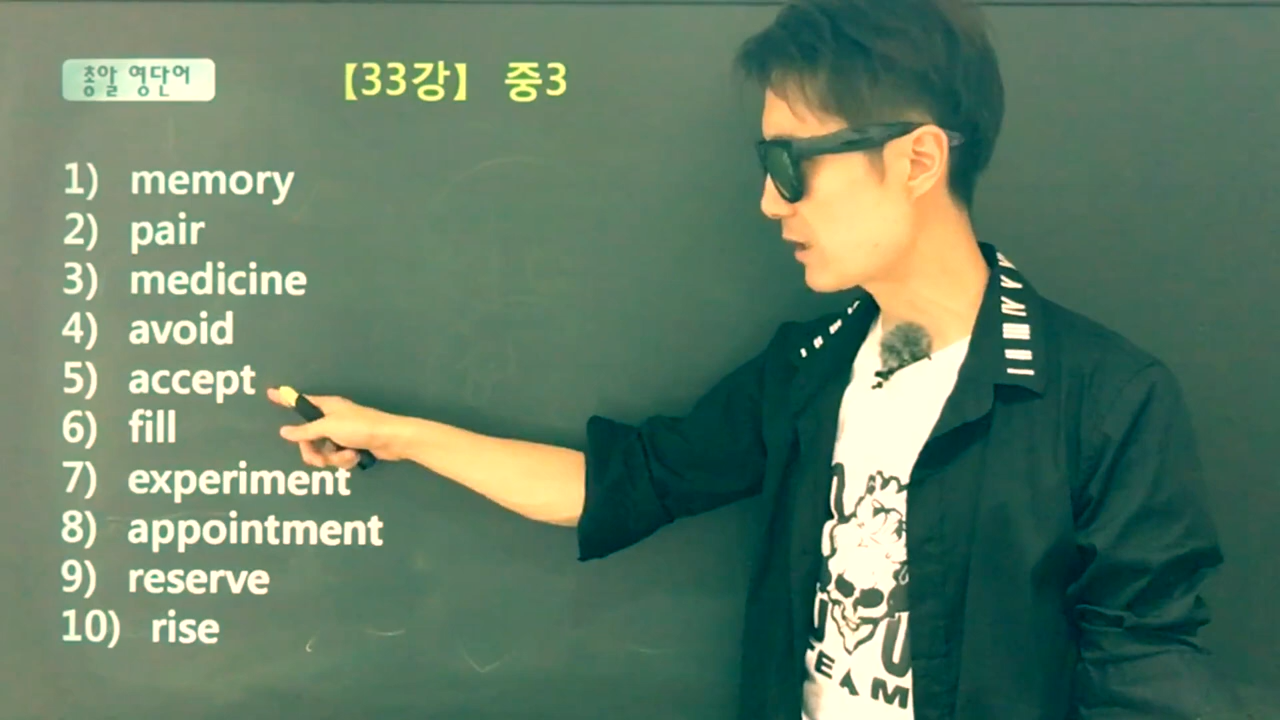 총알 영단어
【33강】 중3
1) memory
2) pair
3) medicine
4) avoid
5) accept
6) fill
7) experiment
8) appointment
9) reserve
10) rise
EAM